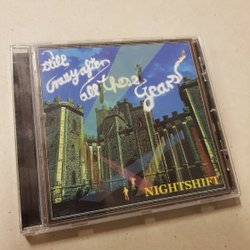 still
crazy after
all these years
NIGHTSHIFT